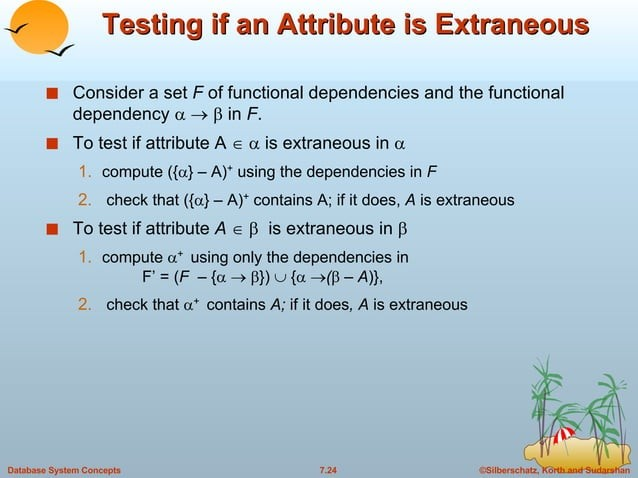 Testing if an Attribute is Extraneous
Consider a set F of functional dependencies and the functional
dependency α → β in F.
To test if attribute A ∈ α is extraneous in α
1. compute ({α} – A)⁺ using the dependencies in F
2. check that ({α} – A)⁺ contains A; if it does, A is extraneous
To test if attribute A ∈ β is extraneous in β
1. compute α⁺ using only the dependencies in
F’ = (F – {α → β}) ∪ {α →(β – A)},
2. check that α⁺ contains A; if it does, A is extraneous
Database System Concepts 7.24 ©Silberschatz, Korth and Sudarshan